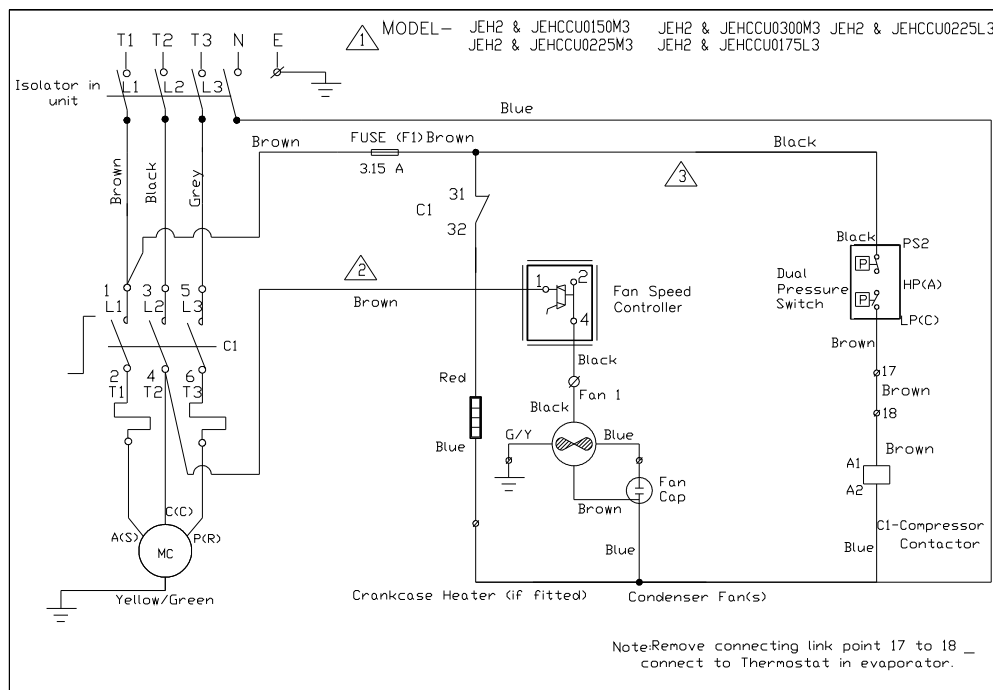 MODEL- JEH2 & JEHCCU0150M3 JEH2 & JEHCCU0300M3 JEH2 & JEHCCU0225L3
JEH2 & JEHCCU0225M3 JEH2 & JEHCCU0175L3
1
T1 T2 T3 N E
Isolator in
unit
L1 L2 L3
Blue
Brown
FUSE (F1) Brown
3.15 A
Black
3
Brown
Black
Grey
31
C1
32
2
Brown
Black
PS2
Dual
Pressure
Switch
P
HP(A)
P
LP(C)
1 2
4
Fan Speed
Controller
1 3 5
L1 L2 L3
C1
2 4 6
T1 T2 T3
Brown
17
Brown
18
Black
Fan 1
Black
Red
Blue
G/Y
Blue
Brown
Fan
Cap
Brown
A1
A2
C(C)
A(S) P(R)
MC
Blue
C1-Compressor
Contactor
Blue
Yellow/Green
Crankcase Heater (if fitted)
Condenser Fan(s)
Note:Remove connecting link point 17 to 18 _
connect to Thermostat in evaporator.